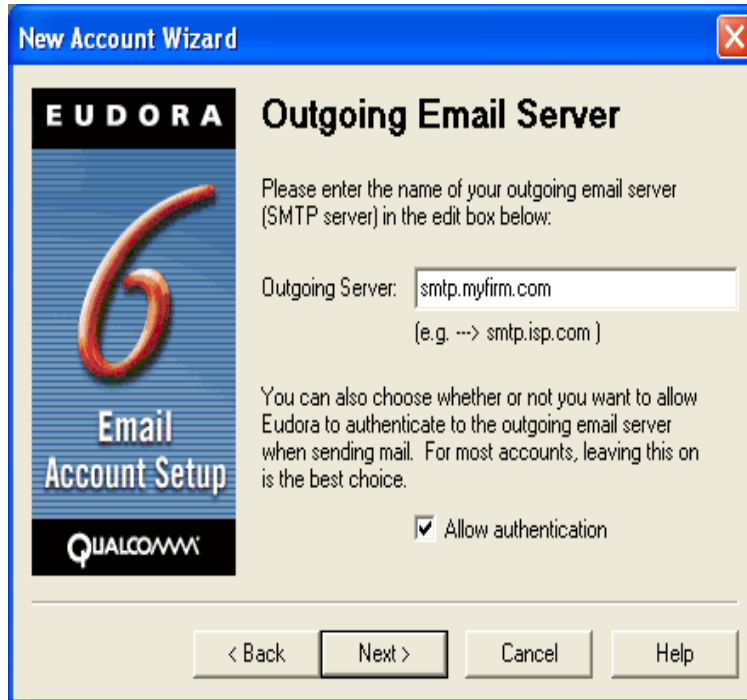 New Account Wizard
EUDORA
6
Email
Account Setup
QUALCOMM
Outgoing Email Server
Please enter the name of your outgoing email server
(SMTP server) in the edit box below:
Outgoing Server: smtp.myfirm.com
(e.g. ---> smtp.isp.com )
You can also choose whether or not you want to allow
Eudora to authenticate to the outgoing email server
when sending mail. For most accounts, leaving this on
is the best choice.
Allow authentication
< Back Next > Cancel Help